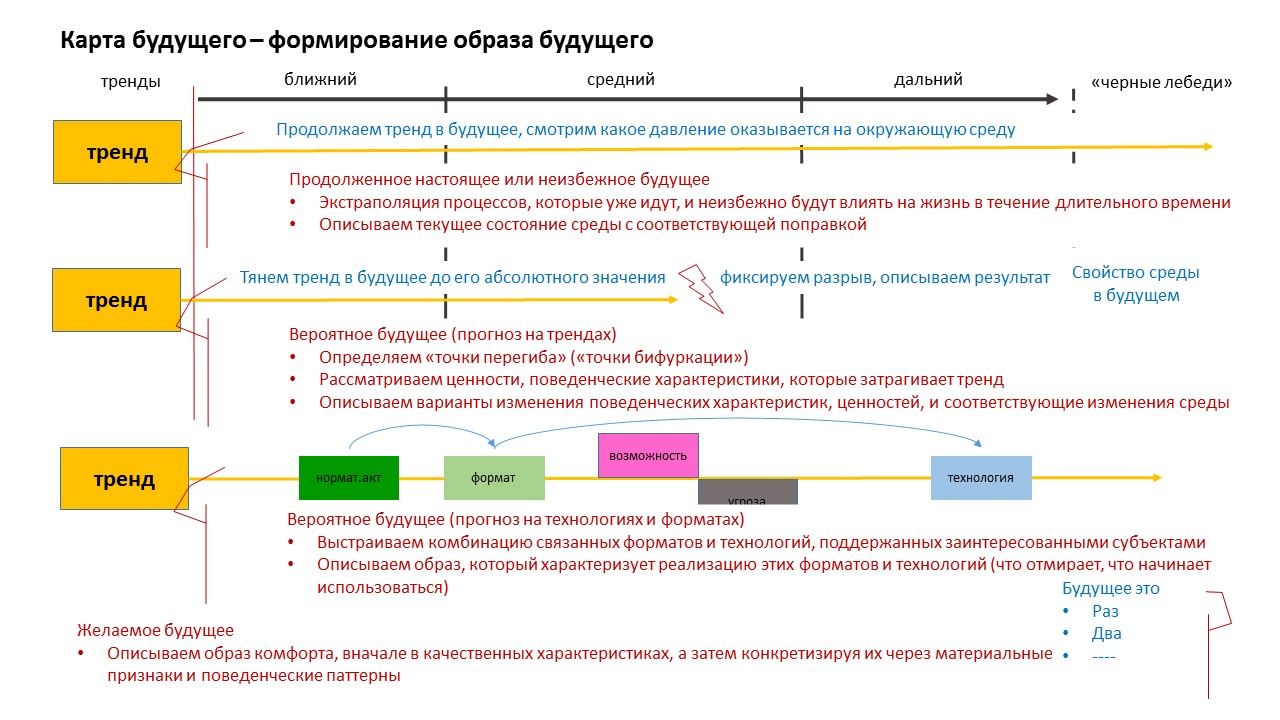 Карта будущего – формирование образа будущего
тренды
ближний
средний
дальний
«черные лебеди»
тренд
Продолжаем тренд в будущее, смотрим какое давление оказывается на окружающую среду
Продолженное настоящее или неизбежное будущее
• Экстраполяция процессов, которые уже идут, и неизбежно будут влиять на жизнь в течение длительного времени
• Описываем текущее состояние среды с соответствующей поправкой
тренд
Тянем тренд в будущее до его абсолютного значения
фиксируем разрыв, описываем результат
Свойство среды
в будущем
Вероятное будущее (прогноз на трендах)
• Определяем «точки перегиба» («точки бифуркации»)
• Рассматриваем ценности, поведенческие характеристики, которые затрагивает тренд
• Описываем варианты изменения поведенческих характеристик, ценностей, и соответствующие изменения среды
тренд
нормат.акт
формат
возможность
угроза
технология
Вероятное будущее (прогноз на технологиях и форматах)
• Выстраиваем комбинацию связанных форматов и технологий, поддержанных заинтересованными субъектами
• Описываем образ, который характеризует реализацию этих форматов и технологий (что отмирает, что начинает
использоваться)
Будущее это
• Раз
• Два
• ----
Желаемое будущее
• Описываем образ комфорта, вначале в качественных характеристиках, а затем конкретизируя их через материальные
признаки и поведенческие паттерны